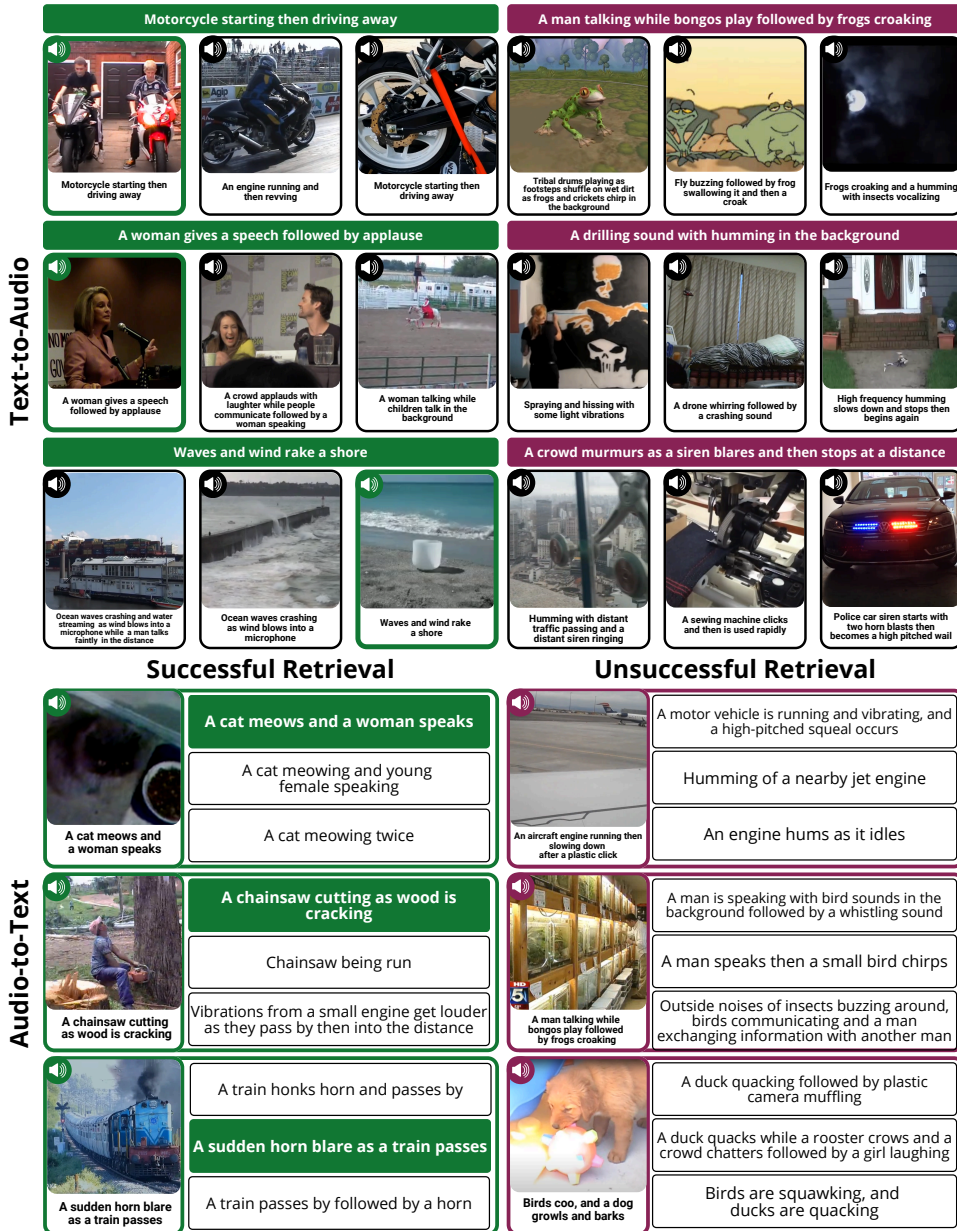 Motorcycle starting then driving away
Motorcycle starting then
driving away
An engine running and
then revving
Motorcycle starting then
driving away
A man talking while bongos play followed by frogs croaking
Tribal drums playing as
footsteps shuffle on wet dirt
as frogs and crickets chirp in
the background
Fly buzzing followed by frog
swallowing it and then a
croak
Frogs croaking and a humming
with insects vocalizing
Text-to-Audio
A woman gives a speech followed by applause
A woman gives a speech
followed by applause
A crowd applauds with
laughter while people
communicate followed by a
woman speaking
A woman talking while
children talk in the
background
A drilling sound with humming in the background
Spraying and hissing with
some light vibrations
A drone whirring followed by
a crashing sound
High frequency humming
slows down and stops then
begins again
Waves and wind rake a shore
Ocean waves crashing and water
streaming as wind blows into a
microphone while a man talks
faintly in the distance
Ocean waves crashing
as wind blows into a
microphone
Waves and wind rake
a shore
A crowd murmurs as a siren blares and then stops at a distance
Humming with distant
traffic passing and a
distant siren ringing
A sewing machine clicks
and then is used rapidly
Police car siren starts with
two horn blasts then
becomes a high pitched wail
Successful Retrieval
Unsuccessful Retrieval
Audio-to-Text
A cat meows and
a woman speaks
A cat meows and a woman speaks
A cat meowing and young
female speaking
A cat meowing twice
An aircraft engine running then
slowing down
after a plastic click
A motor vehicle is running and vibrating, and
a high-pitched squeal occurs
Humming of a nearby jet engine
An engine hums as it idles
A chainsaw cutting
as wood is cracking
A chainsaw cutting as wood is
cracking
Chainsaw being run
Vibrations from a small engine get louder
as they pass by then into the distance
HD
5
A man talking while
bongos play followed
by frogs croaking
A man is speaking with bird sounds in the
background followed by a whistling sound
A man speaks then a small bird chirps
Outside noises of insects buzzing around,
birds communicating and a man
exchanging information with another man
A sudden horn blare
as a train passes
A train honks horn and passes by
A sudden horn blare as a train passes
A train passes by followed by a horn
Birds coo, and a dog
growls and barks
A duck quacking followed by plastic
camera muffling
A duck quacks while a rooster crows and a
crowd chatters followed by a girl laughing
Birds are squawking, and
ducks are quacking